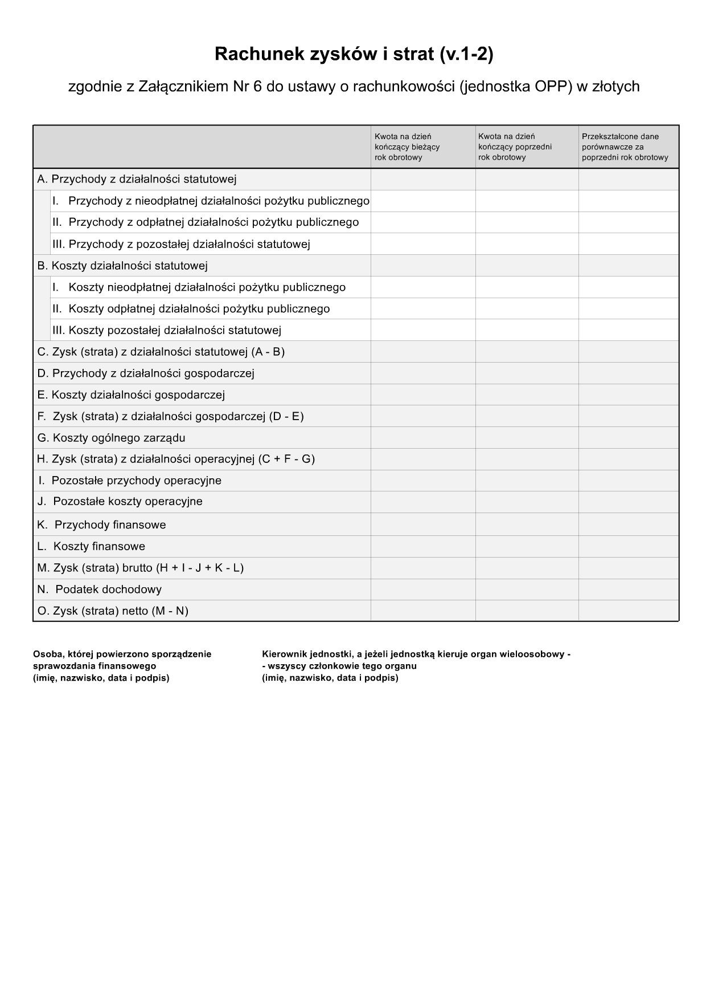 Rachunek zysków i strat (v.1-2)
zgodnie z Załącznikiem Nr 6 do ustawy o rachunkowości (jednostka OPP) w złotych
Kwota na dzień
kończący bieżący
rok obrotowy
Kwota na dzień
kończący poprzedni
rok obrotowy
Przekształcone dane
porównawcze za
poprzedni rok obrotowy
A. Przychody z działalności statutowej
I. Przychody z nieodpłatnej działalności pożytku publicznego
II. Przychody z odpłatnej działalności pożytku publicznego
III. Przychody z pozostałej działalności statutowej
B. Koszty działalności statutowej
I. Koszty nieodpłatnej działalności pożytku publicznego
II. Koszty odpłatnej działalności pożytku publicznego
III. Koszty pozostałej działalności statutowej
C. Zysk (strata) z działalności statutowej (A - B)
D. Przychody z działalności gospodarczej
E. Koszty działalności gospodarczej
F. Zysk (strata) z działalności gospodarczej (D - E)
G. Koszty ogólnego zarządu
H. Zysk (strata) z działalności operacyjnej (C + F - G)
I. Pozostałe przychody operacyjne
J. Pozostałe koszty operacyjne
K. Przychody finansowe
L. Koszty finansowe
M. Zysk (strata) brutto (H + I - J + K - L)
N. Podatek dochodowy
O. Zysk (strata) netto (M - N)
Osoba, której powierzono sporządzenie
sprawozdania finansowego
(imię, nazwisko, data i podpis)
Kierownik jednostki, a jeżeli jednostką kieruje organ wieloosobowy -
- wszyscy członkowie tego organu
(imię, nazwisko, data i podpis)